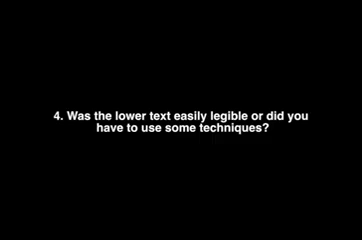 4. Was the lower text easily legible or did you
have to use some techniques?